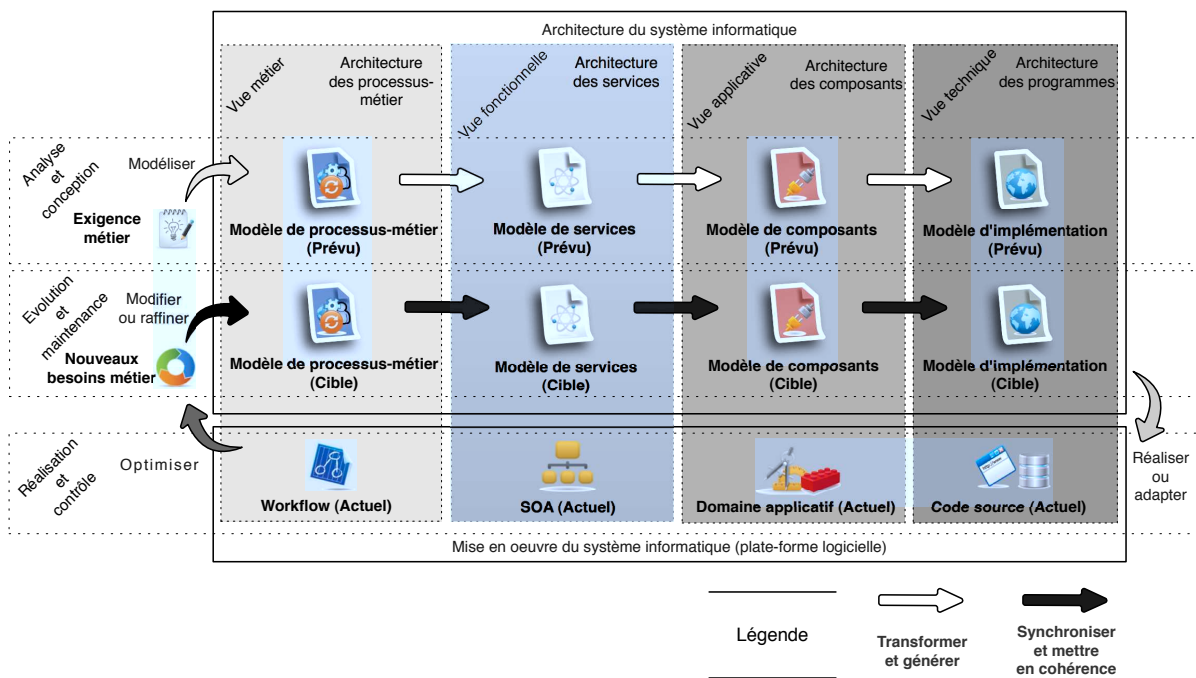 Architecture du système informatique
Vue métier
Architecture
des processus-
métier
Vue fonctionnelle
Architecture
des services
Vue applicative
Architecture
des composants
Vue technique
Architecture
des programmes
Analyse
et
conception
Modéliser
Exigence
métier
Modèle de processus-métier
(Prévu)
Modèle de services
(Prévu)
Modèle de composants
(Prévu)
Modèle d'implémentation
(Prévu)
Evolution
et
maintenance
Modifier
ou raffiner
Nouveaux
besoins métier
Modèle de processus-métier
(Cible)
Modèle de services
(Cible)
Modèle de composants
(Cible)
Modèle d'implémentation
(Cible)
Réalisation
et
contrôle
Optimiser
Workflow (Actuel)
SOA (Actuel)
Domaine applicatif (Actuel)
Code source (Actuel)
Réaliser
ou
adapter
Mise en oeuvre du système informatique (plate-forme logicielle)
Légende
Transformer
et générer
Synchroniser
et mettre
en cohérence